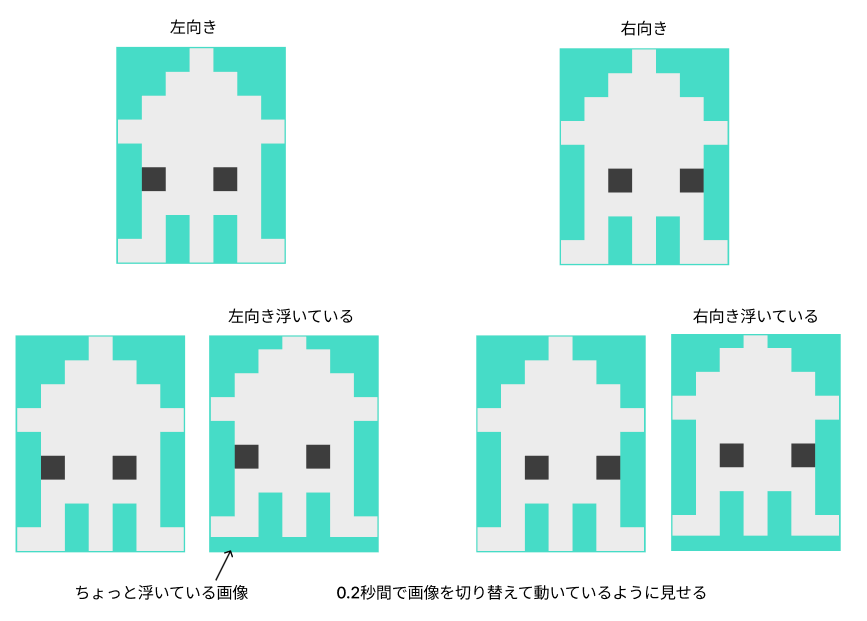 左向き
右向き
左向き浮いている
右向き浮いている
ちょっと浮いている画像
0.2秒間で画像を切り替えて動いているように見せる